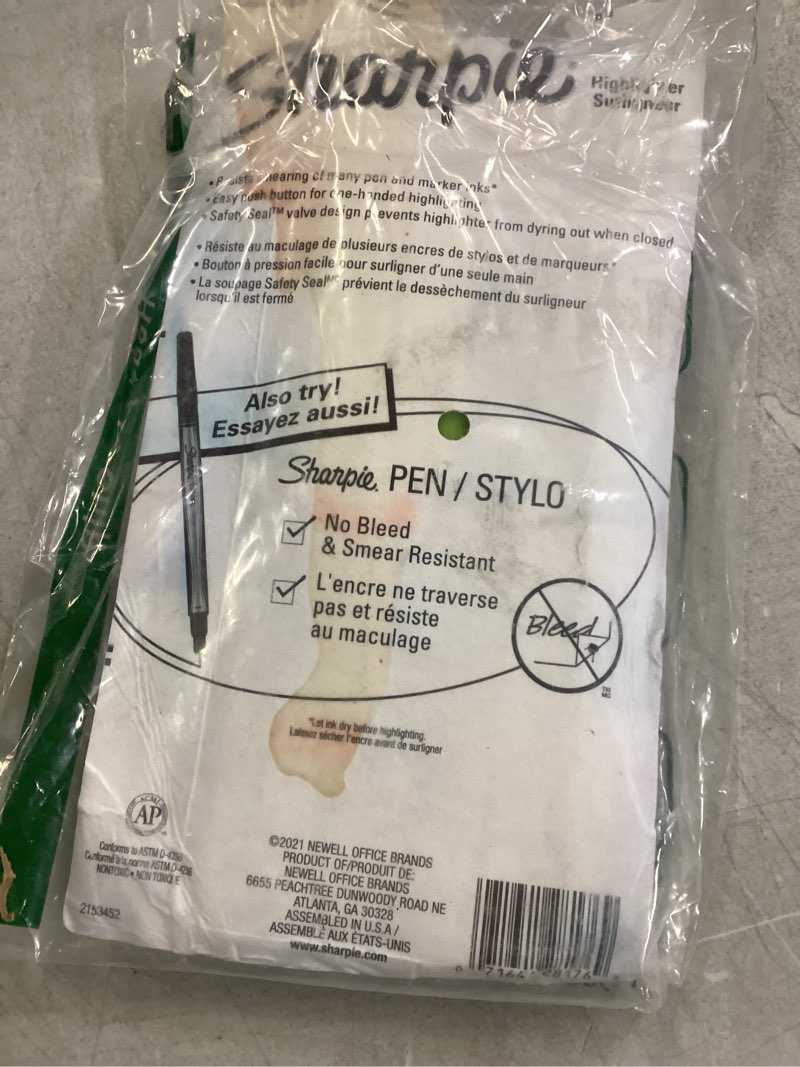 Sharpie
Highlighter
Surligneur
• Resists smearing of many pen and marker inks*
• Easy push button for one-handed highlighting
• Safety Seal™ valve design prevents highlighter from dyring out when closed
• Résiste au maculage de plusieurs encres de stylos et de marqueurs*
• Bouton à pression facile pour surligner d'une seule main
• La soupage Safety Seal prévient le dessèchement du surligneur
lorsqu'il est fermé
Also try!
Essayez aussi!
Sharpie. PEN / STYLO
No Bleed
& Smear Resistant
L'encre ne traverse
pas et résiste
au maculage
Bleed
TM
MC
*Let ink dry before highlighting.
Laissez sécher l'encre avant de surligner
ACMI
AP
Conforms to ASTM D-4236
Conforme à la norme ASTM D-4236
NONTOXIC • NON TOXIQUE
2153452
©2021 NEWELL OFFICE BRANDS
PRODUCT OF/PRODUIT DE:
NEWELL OFFICE BRANDS
6655 PEACHTREE DUNWOODY ROAD NE
ATLANTA, GA 30328
ASSEMBLED IN U.S.A /
ASSEMBLÉ AUX ÉTATS-UNIS
www.sharpie.com